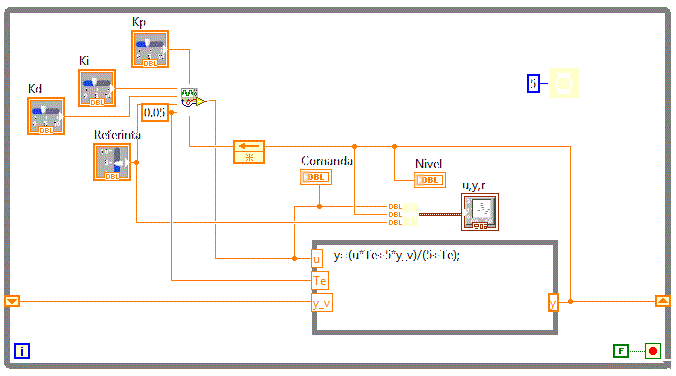 Kp
DBL
Ki
DBL
Kd
DBL
5
0.05
Referinta
DBL
Comanda
DBL
Nivel
DBL
u,y,r
DBL
DBL
DBL
u
y=(u*Te+5*y_v)/(5+Te);
Te
y_v
y
i
F